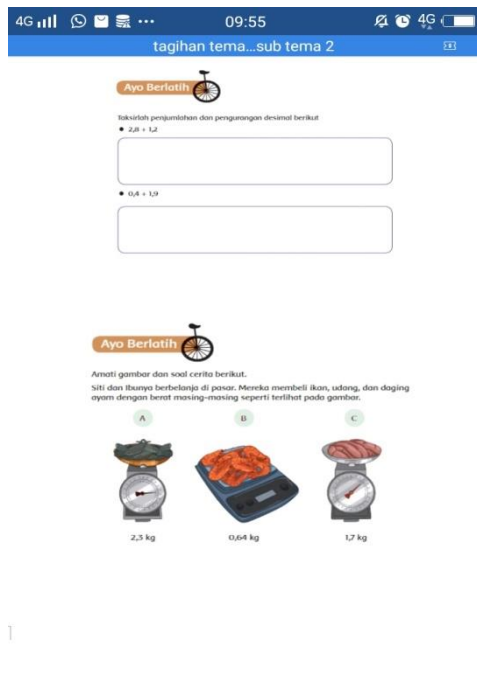 4G 09:55 4G
tagihan tema...sub tema 2
Ayo Berlatih
Taksirlah penjumlahan dan pengurangan desimal berikut
• 2,8 + 1,2
• 0,4 + 1,9
Ayo Berlatih
Amati gambar dan soal cerita berikut.
Siti dan Ibunya berbelanja di pasar. Mereka membeli ikan, udang, dan daging
ayam dengan berat masing-masing seperti terlihat pada gambar.
A B C
2,3 kg 0,64 kg 1,7 kg